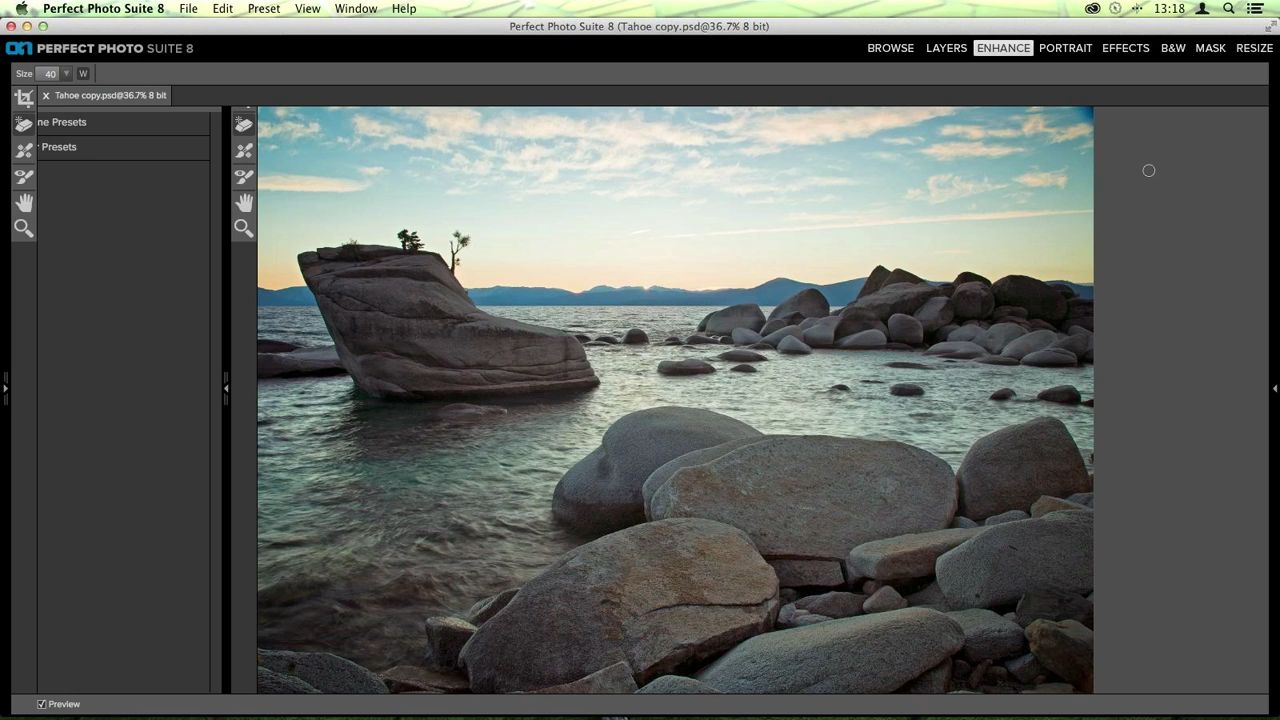 Perfect Photo Suite 8 File Edit Preset View Window Help 13:18
Perfect Photo Suite 8 (Tahoe copy.psd@36.7% 8 bit)
on PERFECT PHOTO SUITE 8 BROWSE LAYERS ENHANCE PORTRAIT EFFECTS B&W MASK RESIZE
Size 40 W
Tahoe copy.psd@36.7% 8 bit
ne Presets
Presets
Preview